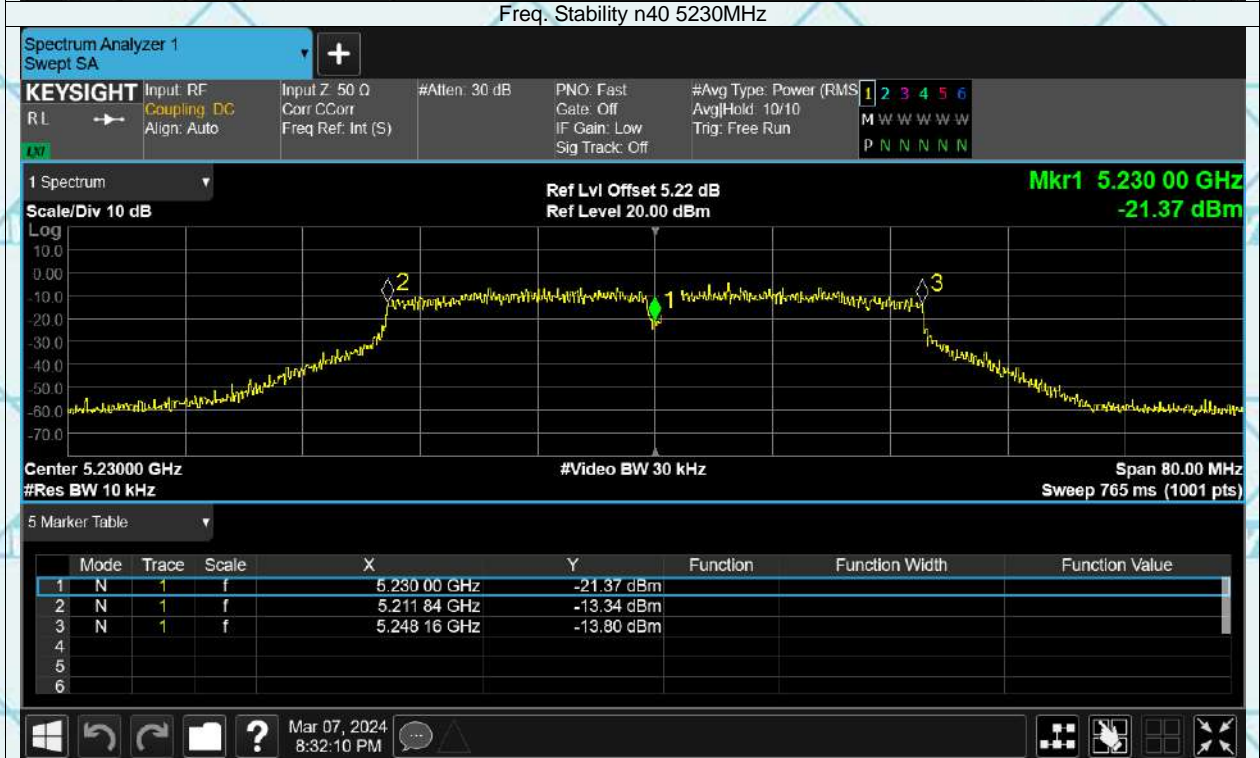 Freq. Stability n40 5230MHz
Spectrum Analyzer 1
Swept SA
+
KEYSIGHT
RL
LXI
Input: RF
Coupling: DC
Align: Auto
Input Z: 50 Ω
Corr CCorr
Freq Ref: Int (S)
#Atten: 30 dB
PNO: Fast
Gate: Off
IF Gain: Low
Sig Track: Off
#Avg Type: Power (RMS
Avg|Hold: 10/10
Trig: Free Run
1 2 3 4 5 6
M W W W W W
P N N N N N
1 Spectrum
Scale/Div 10 dB
Ref Lvl Offset 5.22 dB
Ref Level 20.00 dBm
Mkr1 5.230 00 GHz
-21.37 dBm
Log
10.0
0.00
-10.0
-20.0
-30.0
-40.0
-50.0
-60.0
-70.0
2
1
3
Center 5.23000 GHz
#Res BW 10 kHz
#Video BW 30 kHz
Span 80.00 MHz
Sweep 765 ms (1001 pts)
5 Marker Table
Mode Trace Scale X Y Function Function Width Function Value
1 N 1 f 5.230 00 GHz -21.37 dBm
2 N 1 f 5.211 84 GHz -13.34 dBm
3 N 1 f 5.248 16 GHz -13.80 dBm
4
5
6
?
Mar 07, 2024
8:32:10 PM